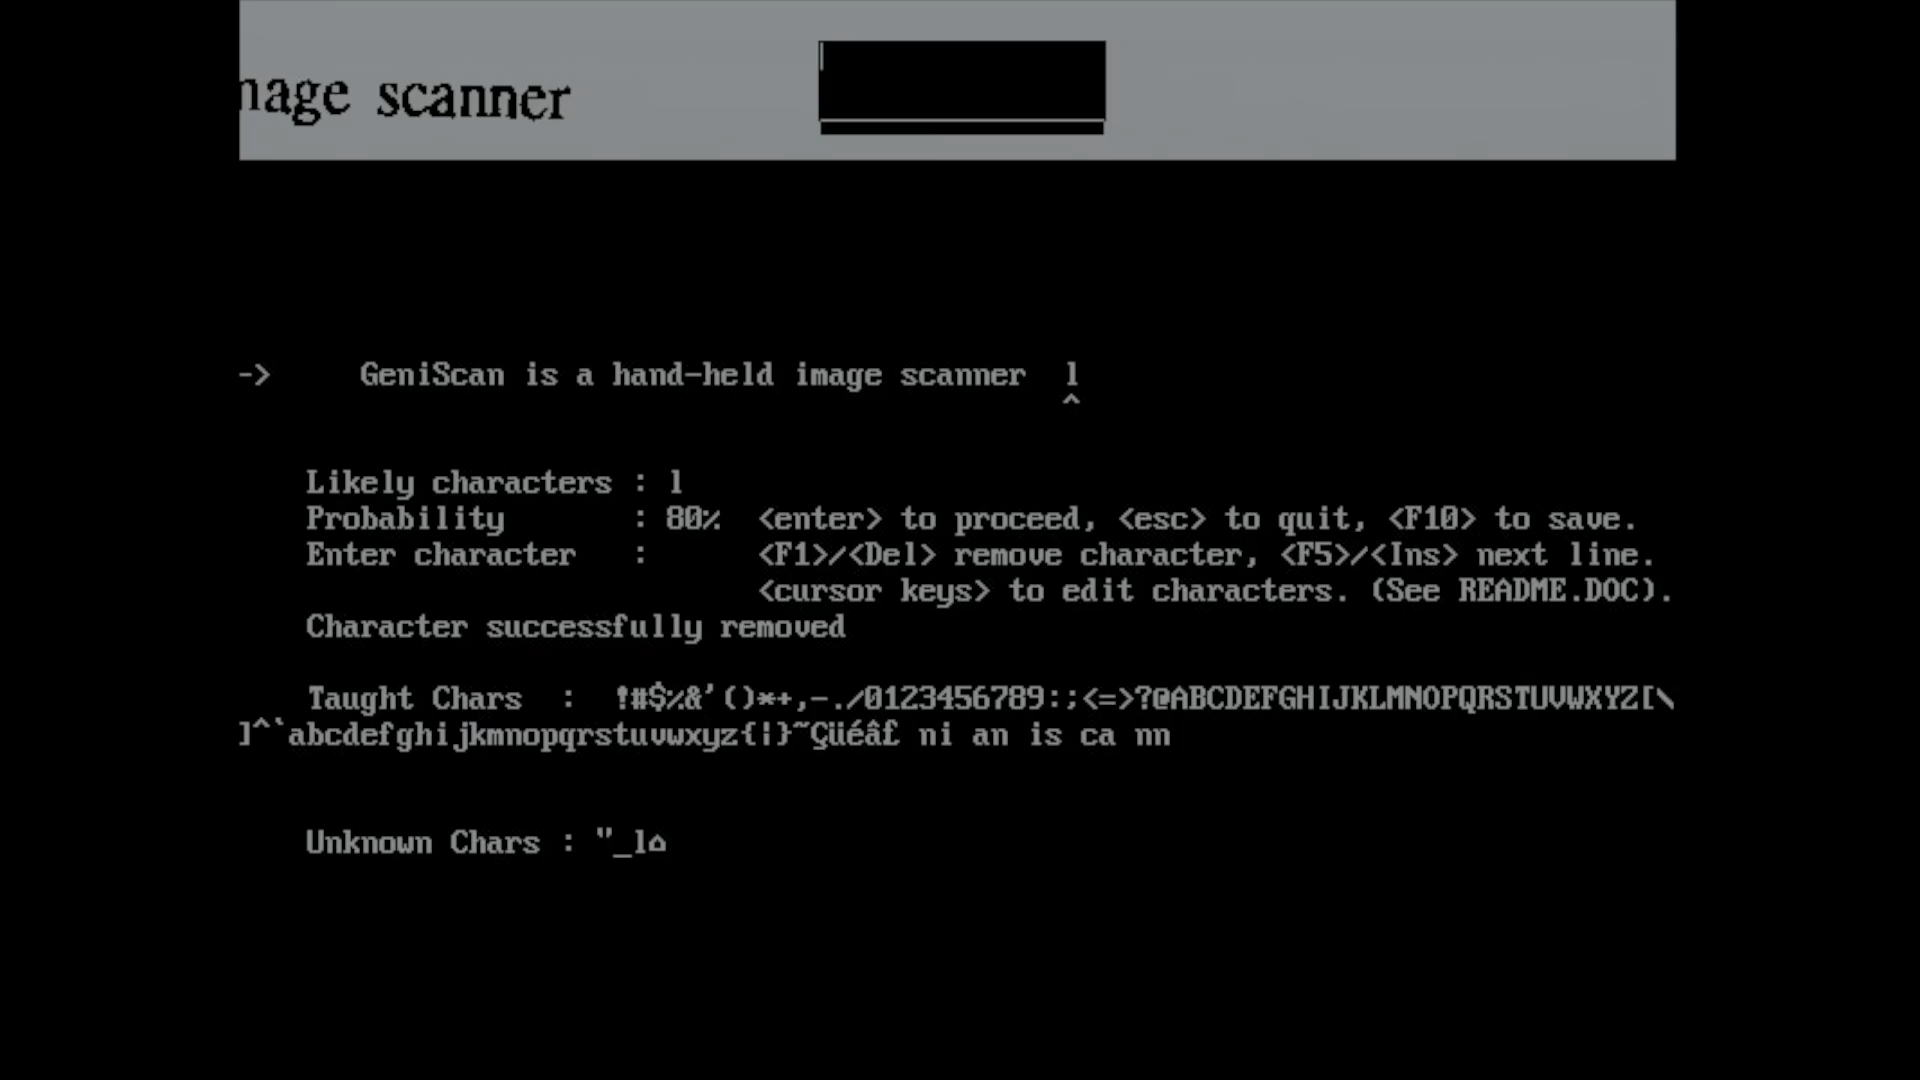 mage scanner
->     GeniScan is a hand-held image scanner  l
^
Likely characters : l
Probability       : 80%  <enter> to proceed, <esc> to quit, <F10> to save.
Enter character   :      <F1>/<Del> remove character, <F5>/<Ins> next line.
<cursor keys> to edit characters. (See README.DOC).
Character successfully removed
Taught Chars  :  !#$%&'()*+,-./0123456789:;<=>?@ABCDEFGHIJKLMNOPQRSTUVWXYZ[\
]^`abcdefghijkmnopqrstuvwxyz{¦}~Çüéâ£ ni an is ca nn
Unknown Chars : "_l⌂